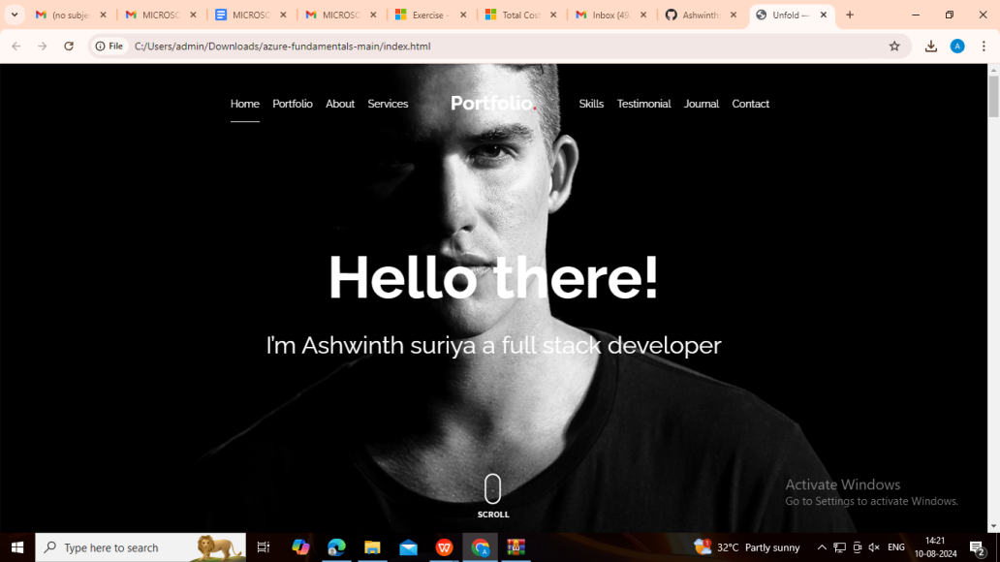 (no subje
MICROSC
MICROSC
MICROSC
Exercise -
Total Cos
Inbox (49
Ashwinth
Unfold —
File
C:/Users/admin/Downloads/azure-fundamentals-main/index.html
A
Home Portfolio About Services Portfolio. Skills Testimonial Journal Contact
Hello there!
I'm Ashwinth suriya a full stack developer
SCROLL
Activate Windows
Go to Settings to activate Windows.
Type here to search
32°C Partly sunny
ENG
14:21
10-08-2024
2